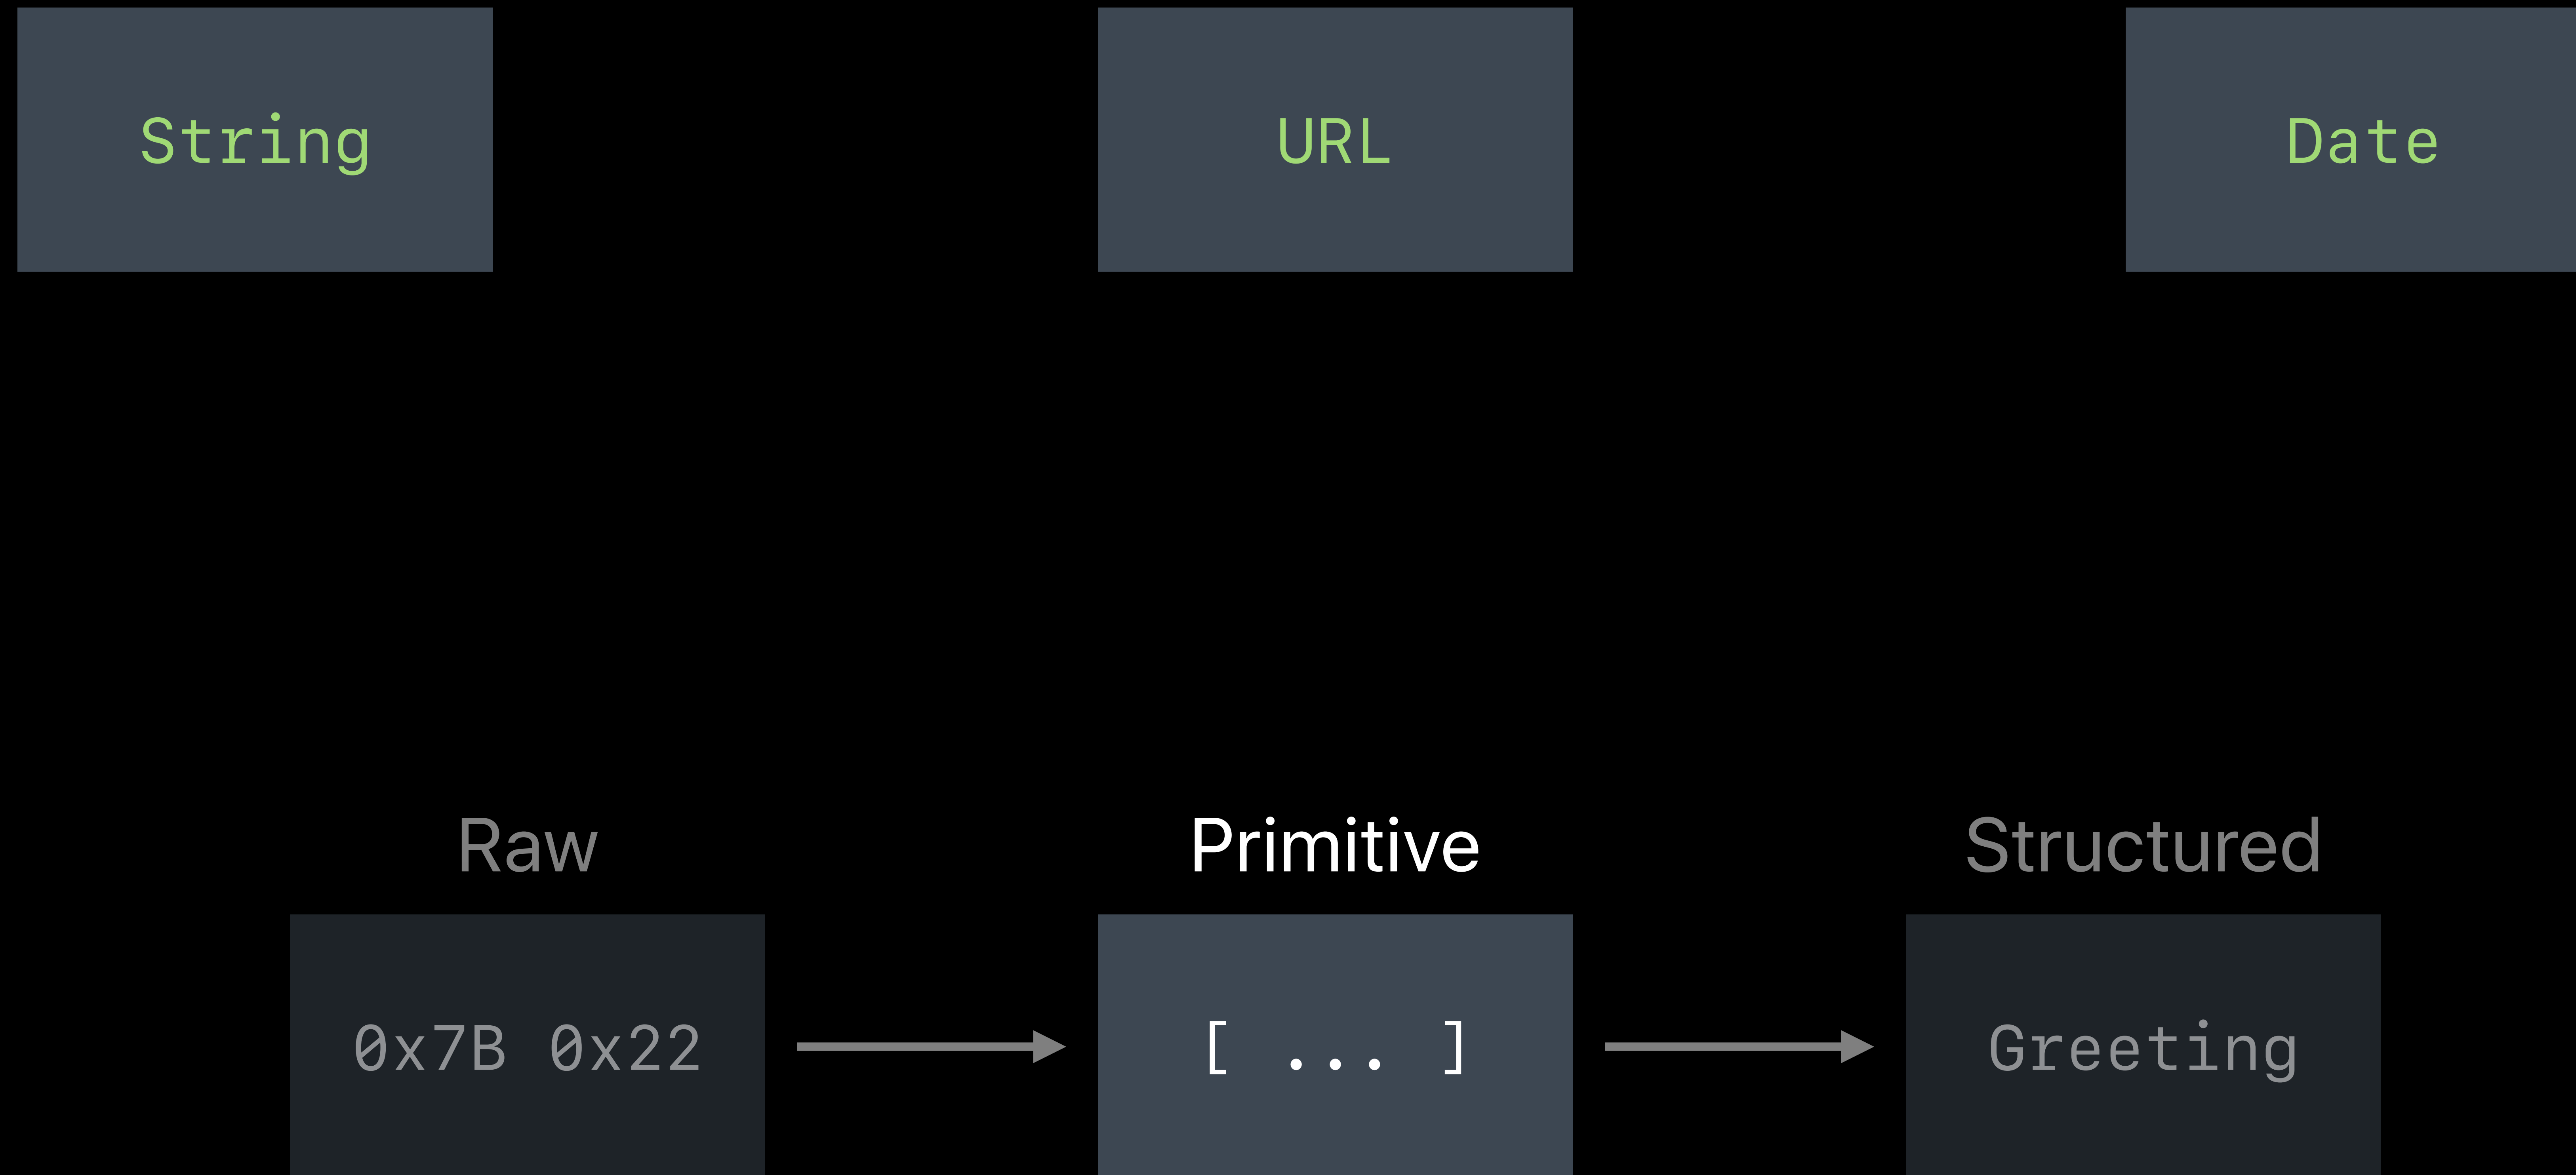 String
URL
Date
Raw
Primitive
Structured
0x7B 0x22
[ ... ]
Greeting